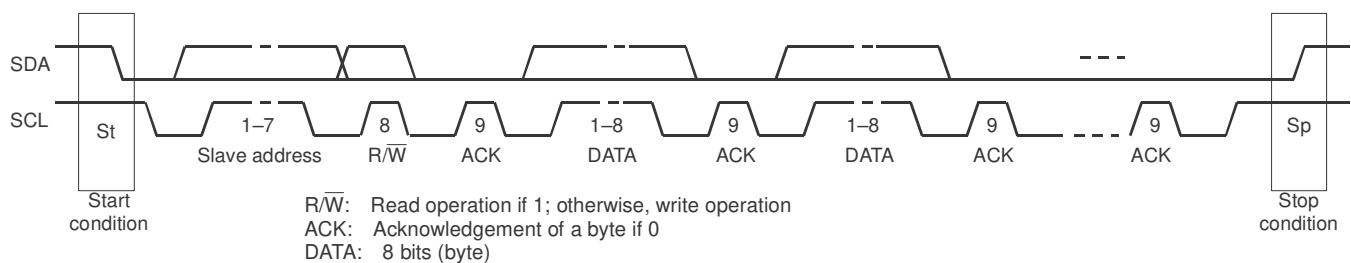 SDA
SCL
St 1–7 8 9 1–8 9 1–8 9 9 Sp
Slave address R/W̅ ACK DATA ACK DATA ACK ACK
Start
condition
Stop
condition
R/W̅: Read operation if 1; otherwise, write operation
ACK: Acknowledgement of a byte if 0
DATA: 8 bits (byte)